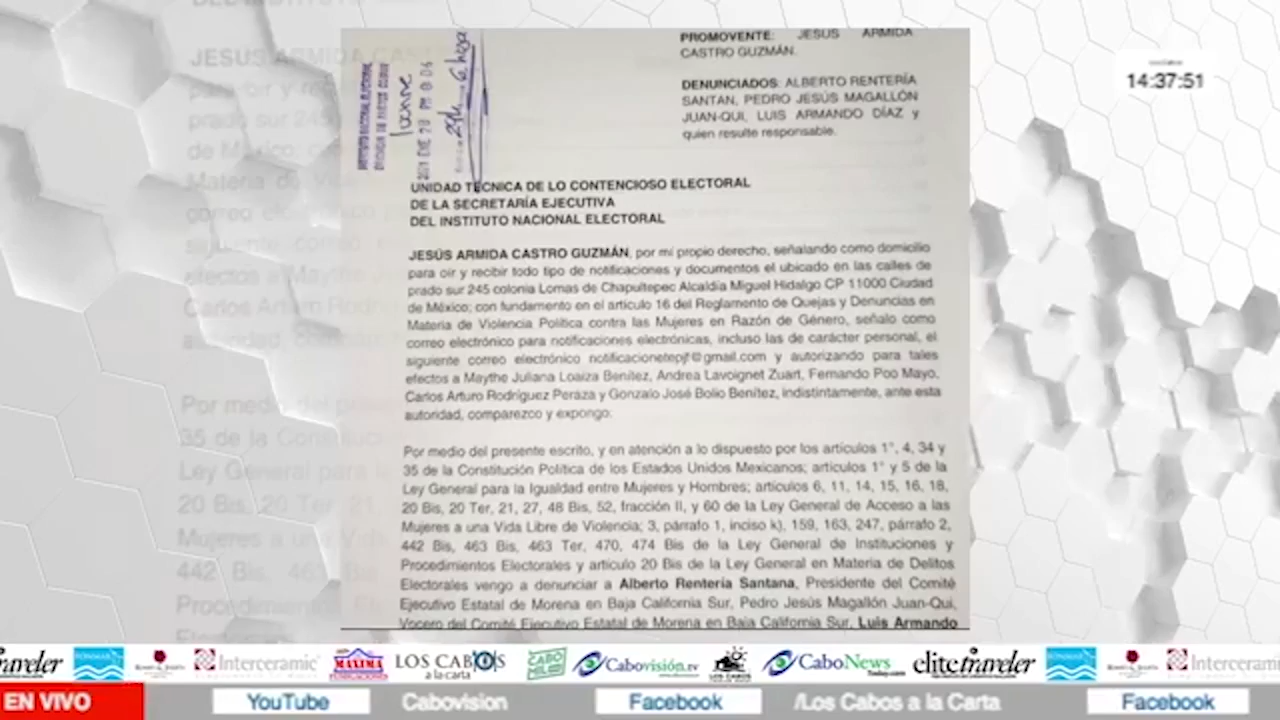 PROMOVENTE: JESÚS ARMIDA
CASTRO GUZMÁN.
DENUNCIADOS: ALBERTO RENTERÍA
SANTAN, PEDRO JESÚS MAGALLÓN
JUAN-QUI, LUIS ARMANDO DÍAZ y
quien resulte responsable.
14:37:51
UNIDAD TÉCNICA DE LO CONTENCIOSO ELECTORAL
DE LA SECRETARÍA EJECUTIVA
DEL INSTITUTO NACIONAL ELECTORAL
JESÚS ARMIDA CASTRO GUZMÁN, por mi propio derecho, señalando como domicilio
para oír y recibir todo tipo de notificaciones y documentos el ubicado en las calles de
prado sur 245 colonia Lomas de Chapultepec Alcaldía Miguel Hidalgo CP 11000 Ciudad
de México; con fundamento en el artículo 16 del Reglamento de Quejas y Denuncias en
Materia de Violencia Política contra las Mujeres en Razón de Género, señalo como
correo electrónico para notificaciones electrónicas, incluso las de carácter personal, el
siguiente correo electrónico notificacionetepjf@gmail.com y autorizando para tales
efectos a Maythe Juliana Loaiza Benítez, Andrea Lavoignet Zuart, Fernando Poo Mayo,
Carlos Arturo Rodríguez Peraza y Gonzalo José Bolio Benítez, indistintamente, ante esta
autoridad, comparezco y expongo:
Por medio del presente escrito, y en atención a lo dispuesto por los artículos 1°, 4, 34 y
35 de la Constitución Política de los Estados Unidos Mexicanos; artículos 1° y 5 de la
Ley General para la Igualdad entre Mujeres y Hombres; artículos 6, 11, 14, 15, 16, 18,
20 Bis, 20 Ter, 21, 27, 48 Bis, 52, fracción II, y 60 de la Ley General de Acceso a las
Mujeres a una Vida Libre de Violencia; 3, párrafo 1, inciso k), 159, 163, 247, párrafo 2,
442 Bis, 463 Bis, 463 Ter, 470, 474 Bis de la Ley General de Instituciones y
Procedimientos Electorales y artículo 20 Bis de la Ley General en Materia de Delitos
Electorales vengo a denunciar a Alberto Rentería Santana, Presidente del Comité
Ejecutivo Estatal de Morena en Baja California Sur, Pedro Jesús Magallón Juan-Qui,
Vocero del Comité Ejecutivo Estatal de Morena en Baja California Sur, Luis Armando
raveler Interceramic MAXIMA LOS CABOS a la carta CABO Cabovisión.tv LOS CABOS CaboNews Today.com elite traveler Interceramic
EN VIVO YouTube Cabovision Facebook /Los Cabos a la Carta Facebook